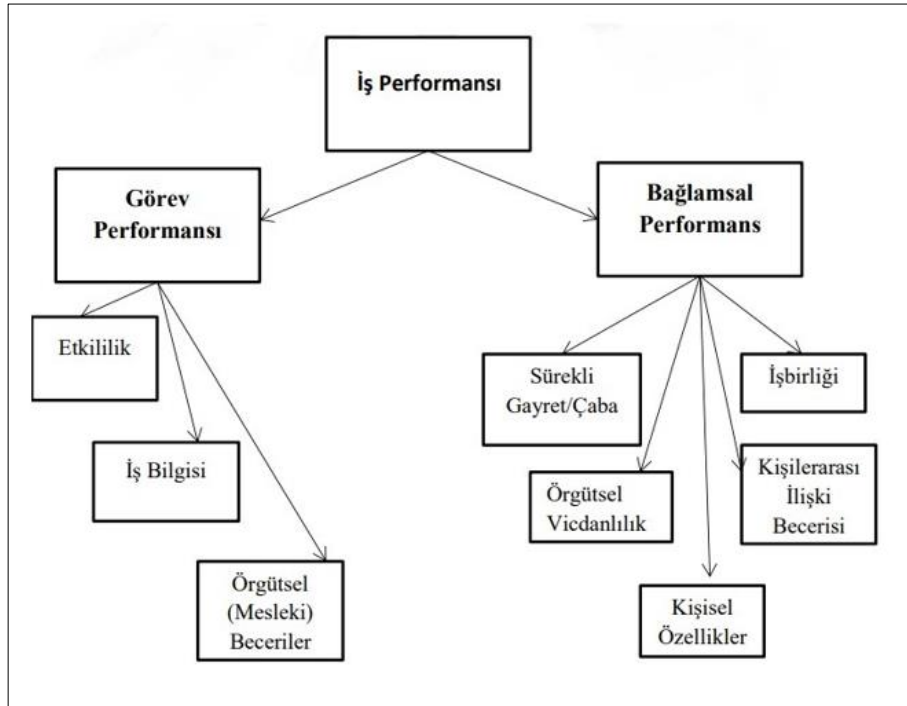 İş Performansı
Görev
Performansı
Bağlamsal
Performans
Etkililik
İş Bilgisi
Örgütsel
(Mesleki)
Beceriler
Sürekli
Gayret/Çaba
İşbirliği
Örgütsel
Vicdanlılık
Kişilerarası
İlişki
Becerisi
Kişisel
Özellikler